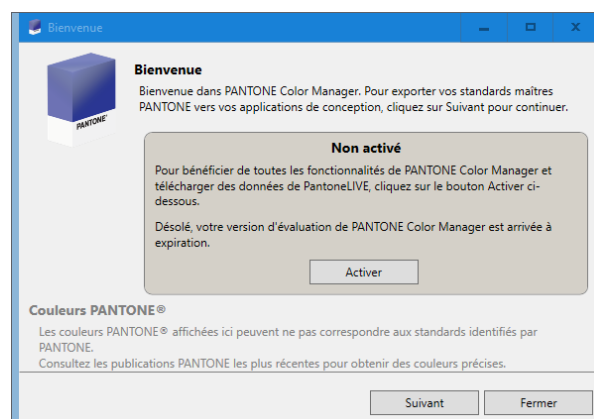 Bienvenue
Bienvenue
Bienvenue dans PANTONE Color Manager. Pour exporter vos standards maîtres
PANTONE vers vos applications de conception, cliquez sur Suivant pour continuer.
PANTONE®
Non activé
Pour bénéficier de toutes les fonctionnalités de PANTONE Color Manager et
télécharger des données de PantoneLIVE, cliquez sur le bouton Activer ci-
dessous.
Désolé, votre version d'évaluation de PANTONE Color Manager est arrivée à
expiration.
Activer
Couleurs PANTONE®
Les couleurs PANTONE® affichées ici peuvent ne pas correspondre aux standards identifiés par
PANTONE.
Consultez les publications PANTONE les plus récentes pour obtenir des couleurs précises.
Suivant
Fermer